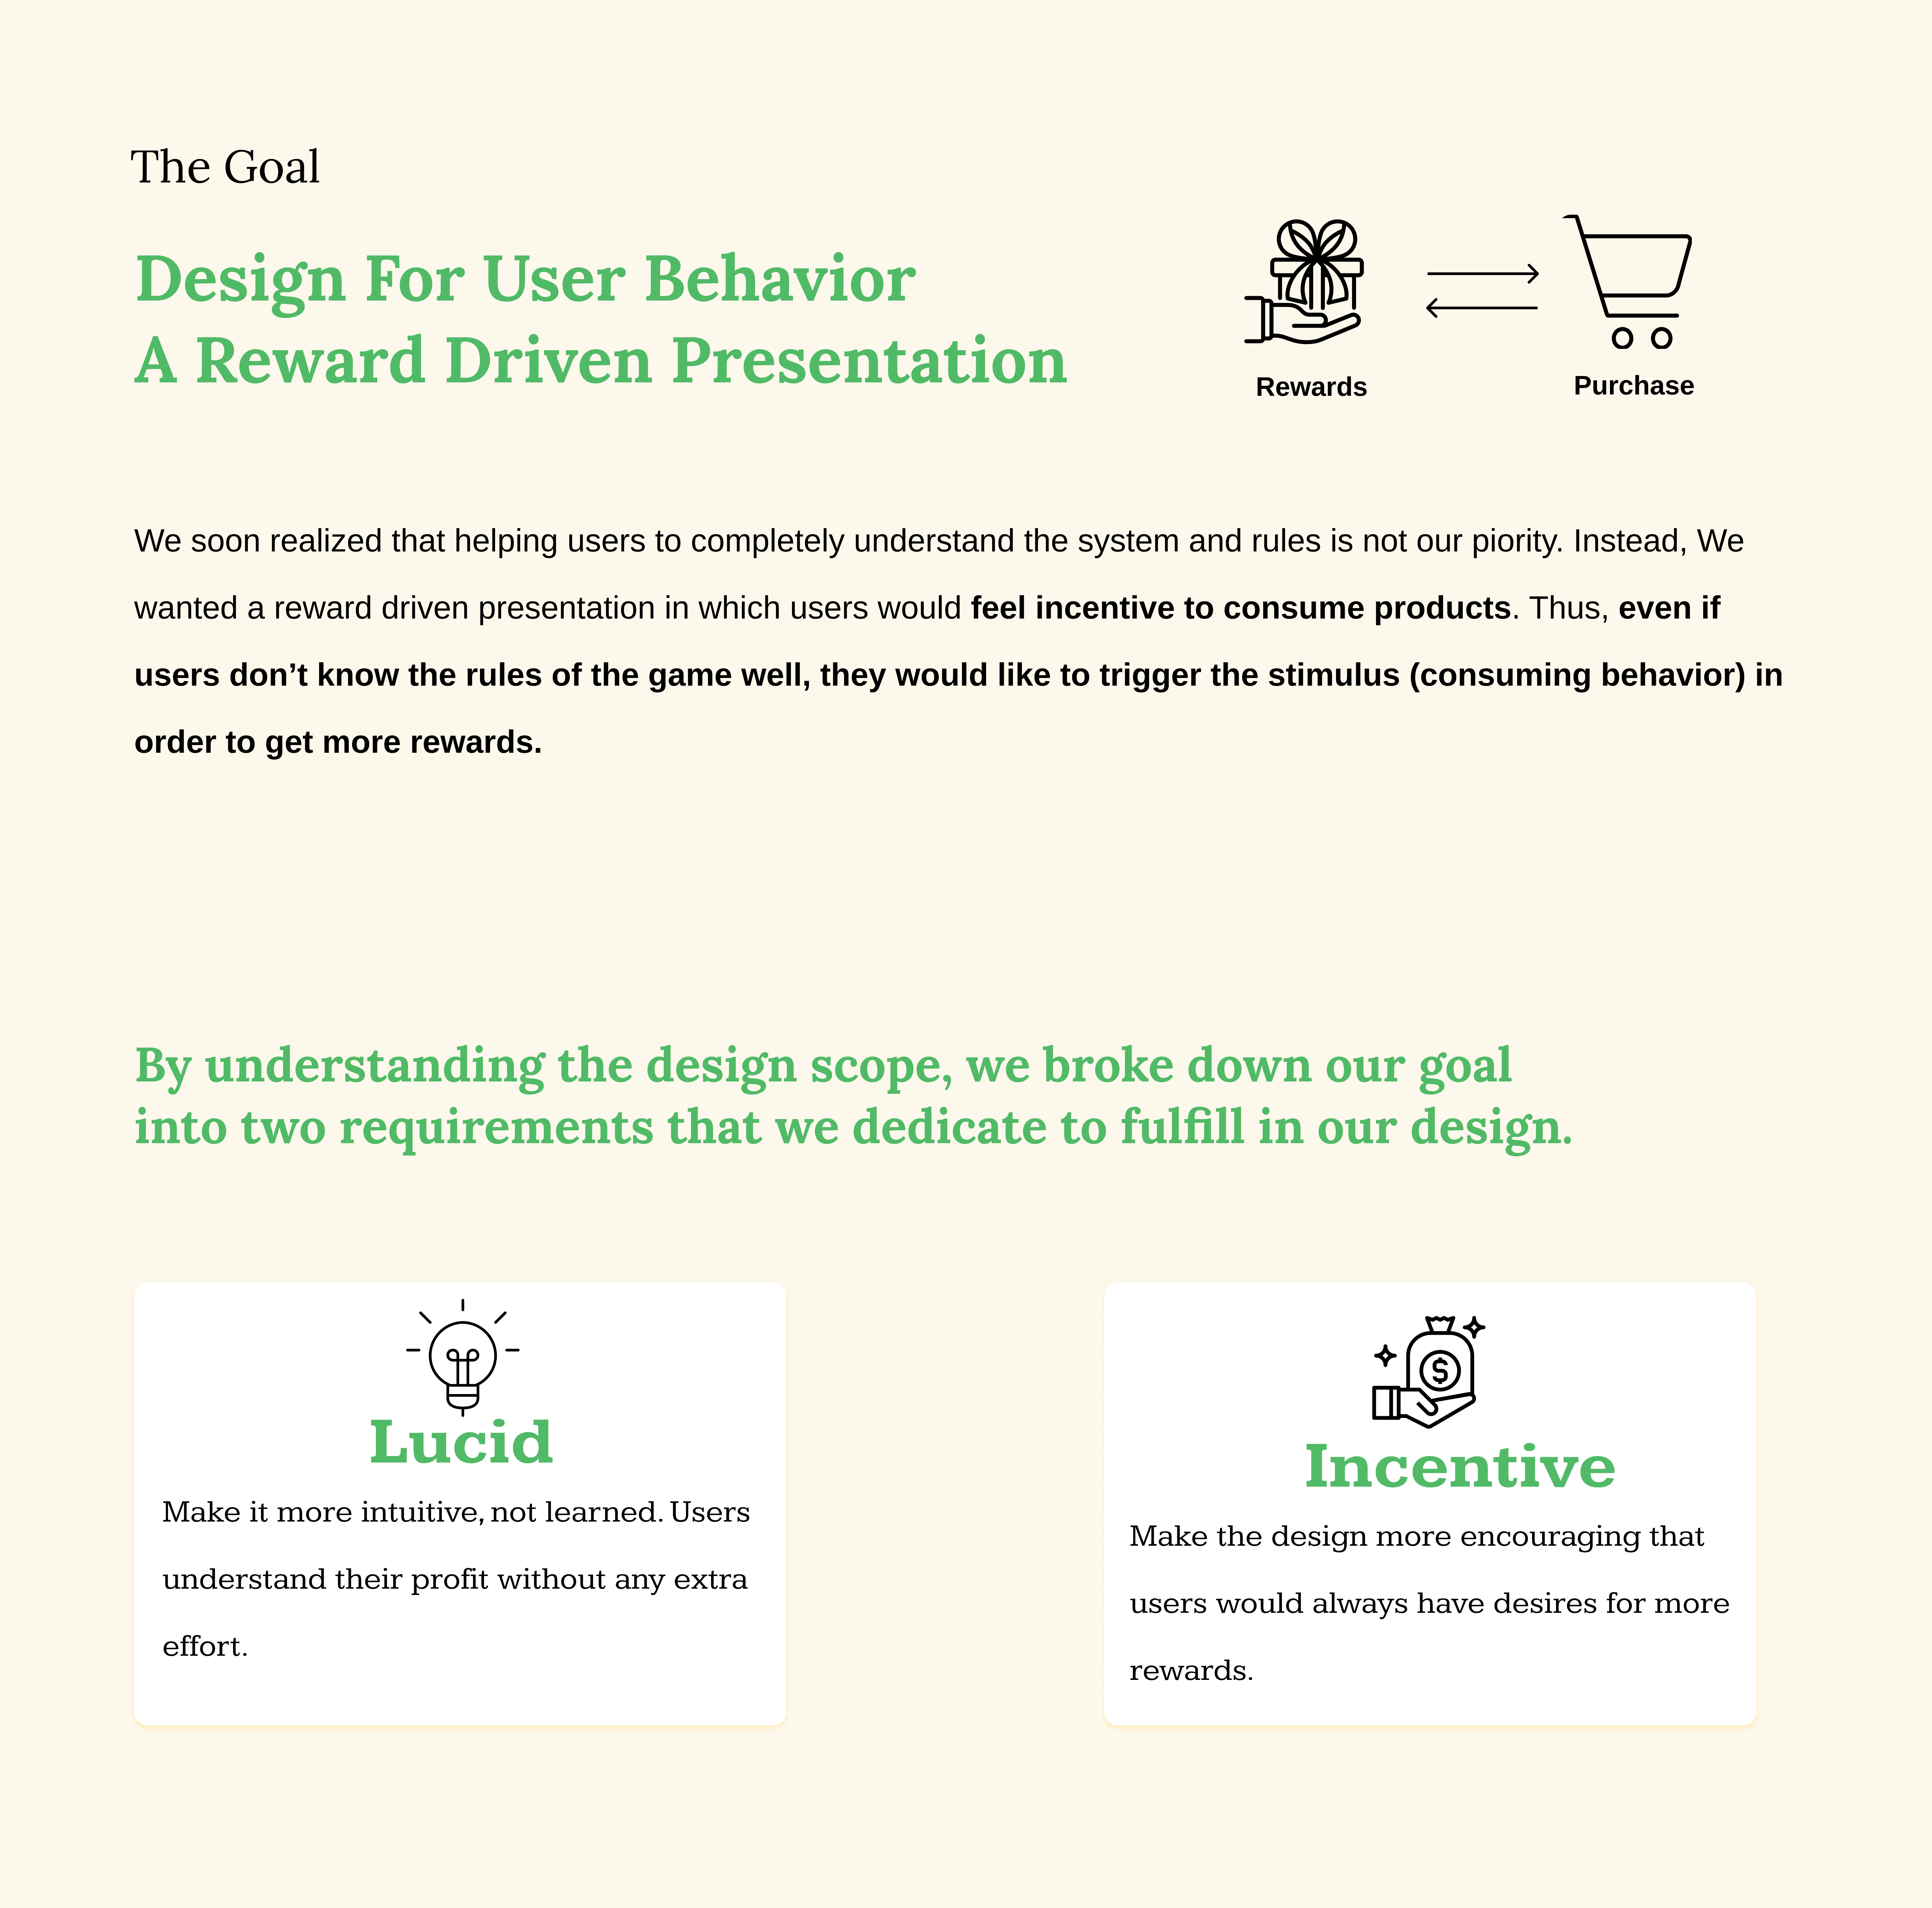 The Goal
Design For User Behavior
A Reward Driven Presentation
Rewards
Purchase
We soon realized that helping users to completely understand the system and rules is not our piority. Instead, We
wanted a reward driven presentation in which users would feel incentive to consume products. Thus, even if
users don’t know the rules of the game well, they would like to trigger the stimulus (consuming behavior) in
order to get more rewards.
By understanding the design scope, we broke down our goal
into two requirements that we dedicate to fulfill in our design.
Lucid
Make it more intuitive, not learned. Users
understand their profit without any extra
effort.
$
Incentive
Make the design more encouraging that
users would always have desires for more
rewards.